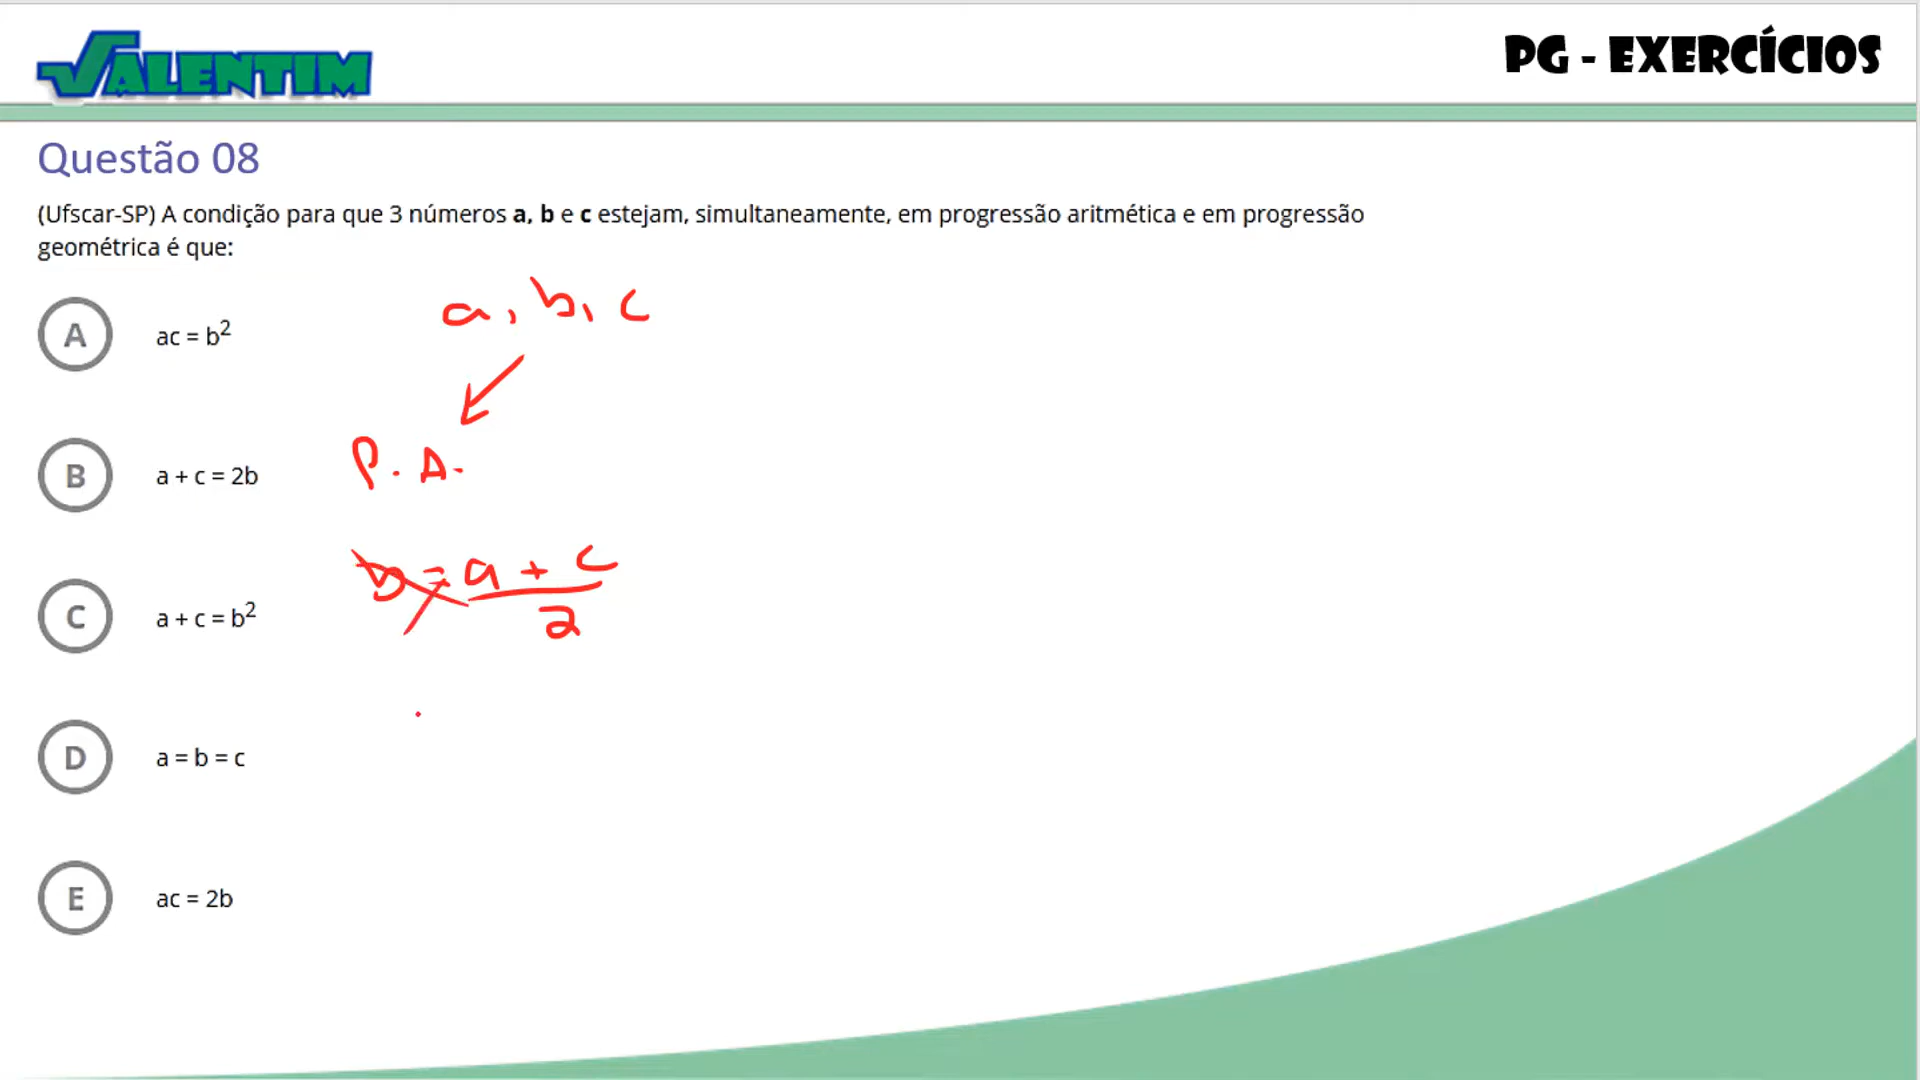 VALENTIM
PG - EXERCÍCIOS
Questão 08
(Ufscar-SP) A condição para que 3 números a, b e c estejam, simultaneamente, em progressão aritmética e em progressão
geométrica é que:
a, b, c
A ac = b²
P. A.
B a + c = 2b
b = a + c
2
C a + c = b²
D a = b = c
E ac = 2b